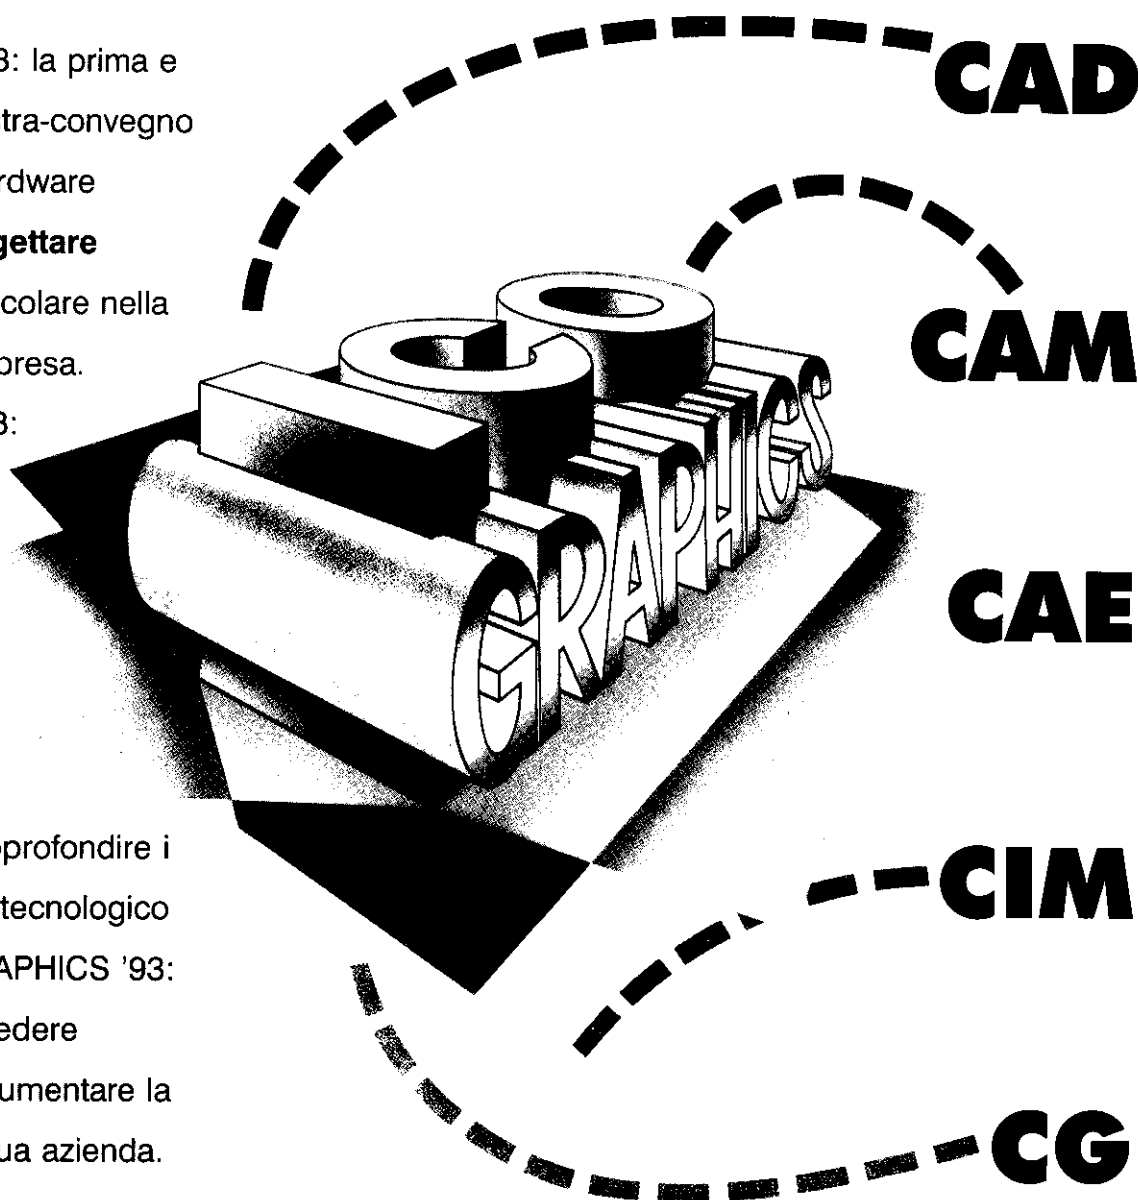 3: la prima e
tra-convegno
rdware
gettare
colare nella
presa.
3:
ICO
GRAPHICS
CAD
CAM
CAE
CIM
CG
profondire i
tecnologico
APHICS '93:
edere
umentare la
ua azienda.